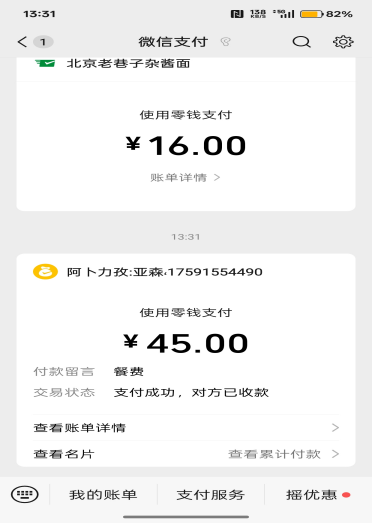 13:31
138 KB/S 5G 82%
1
微信支付
北京老巷子杂酱面
使用零钱支付
¥16.00
账单详情 >
13:31
阿卜力孜:亚森,17591554490
使用零钱支付
¥45.00
付款留言 餐费
交易状态 支付成功，对方已收款
查看账单详情 >
查看名片 查看累计付款 >
我的账单 支付服务 摇优惠